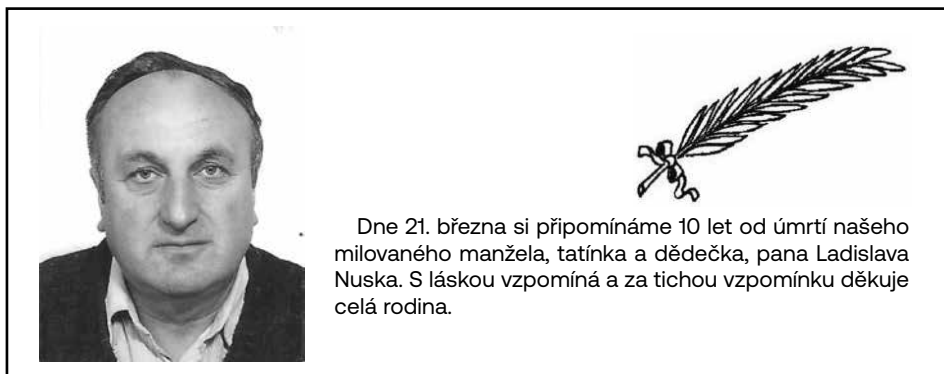 Dne 21. března si připomínáme 10 let od úmrtí našeho
milovaného manžela, tatínka a dědečka, pana Ladislava
Nuska. S láskou vzpomíná a za tichou vzpomínku děkuje
celá rodina.